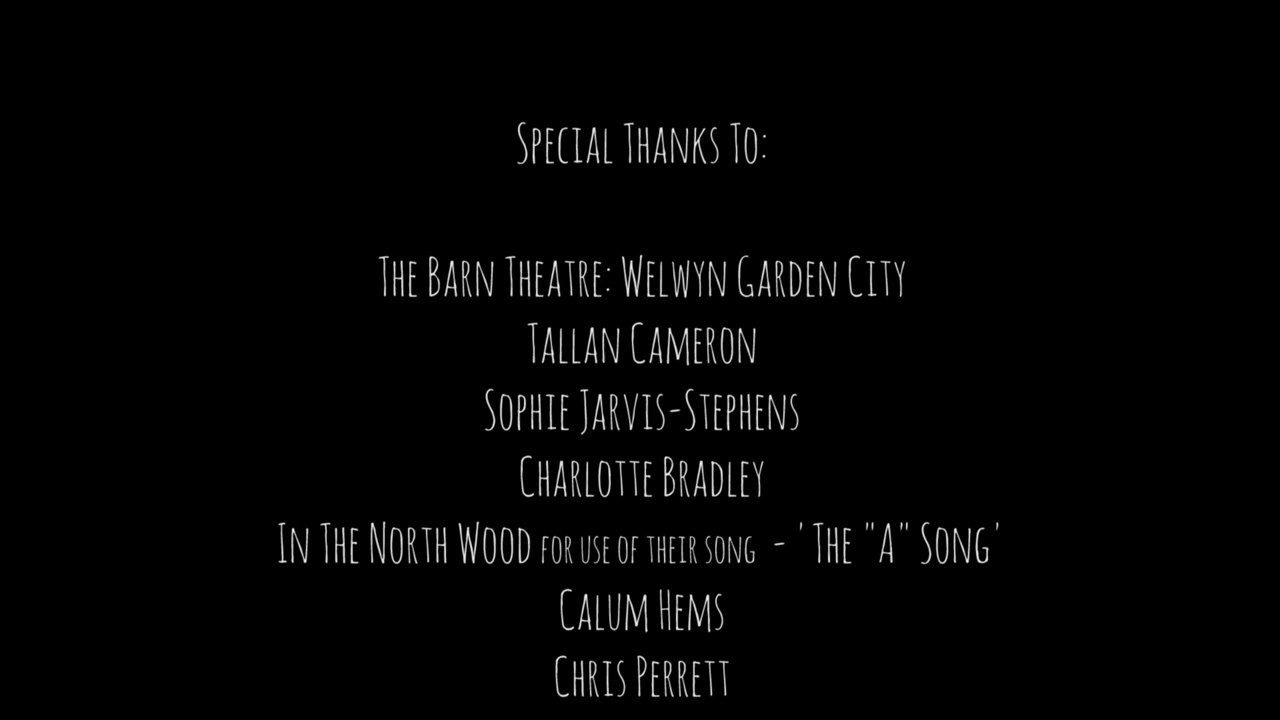 Special Thanks To:
The Barn Theatre: Welwyn Garden City
Tallan Cameron
Sophie Jarvis-Stephens
Charlotte Bradley
In The North Wood for use of their song - ' The "A" Song'
Calum Hems
Chris Perrett